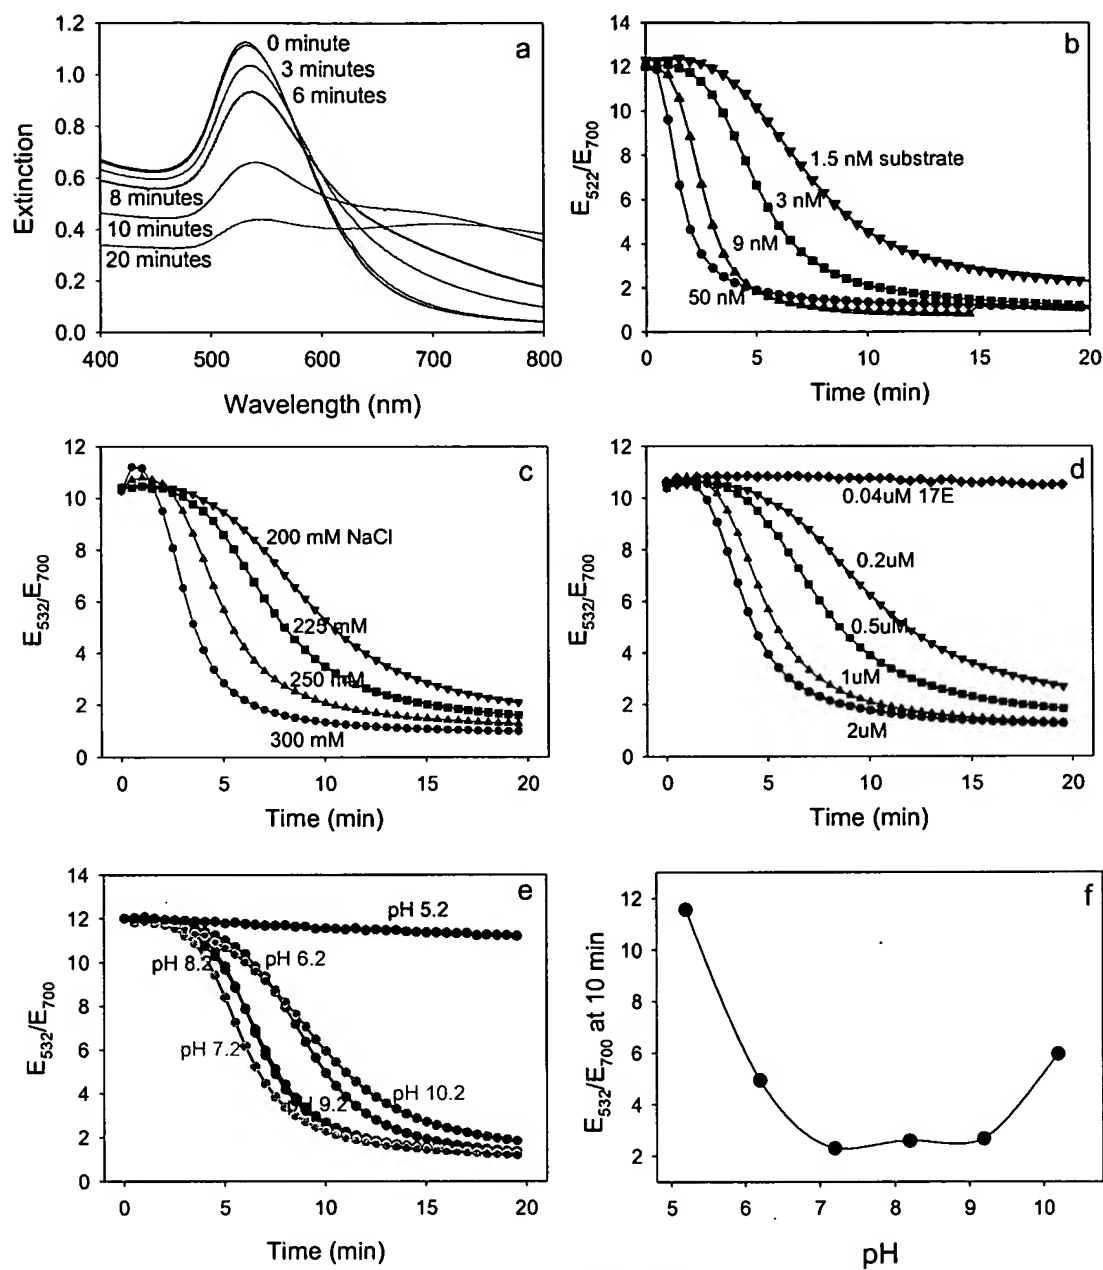 a
1.2
1.0
0.8
0.6
0.4
0.2
0.0
Extinction
0 minute
3 minutes
6 minutes
8 minutes
10 minutes
20 minutes
400 500 600 700 800
Wavelength (nm)
b
14
12
10
8
6
4
2
0
E522/E700
1.5 nM substrate
3 nM
9 nM
50 nM
0 5 10 15 20
Time (min)
c
12
10
8
6
4
2
0
E532/E700
200 mM NaCl
225 mM
250 mM
300 mM
0 5 10 15 20
Time (min)
d
12
10
8
6
4
2
0
E532/E700
0.04uM 17E
0.2uM
0.5uM
1uM
2uM
0 5 10 15 20
Time (min)
e
14
12
10
8
6
4
2
0
E532/E700
pH 5.2
pH 8.2
pH 6.2
pH 7.2
pH 9.2
pH 10.2
0 5 10 15 20
Time (min)
f
12
10
8
6
4
2
E532/E700 at 10 min
5 6 7 8 9 10
pH